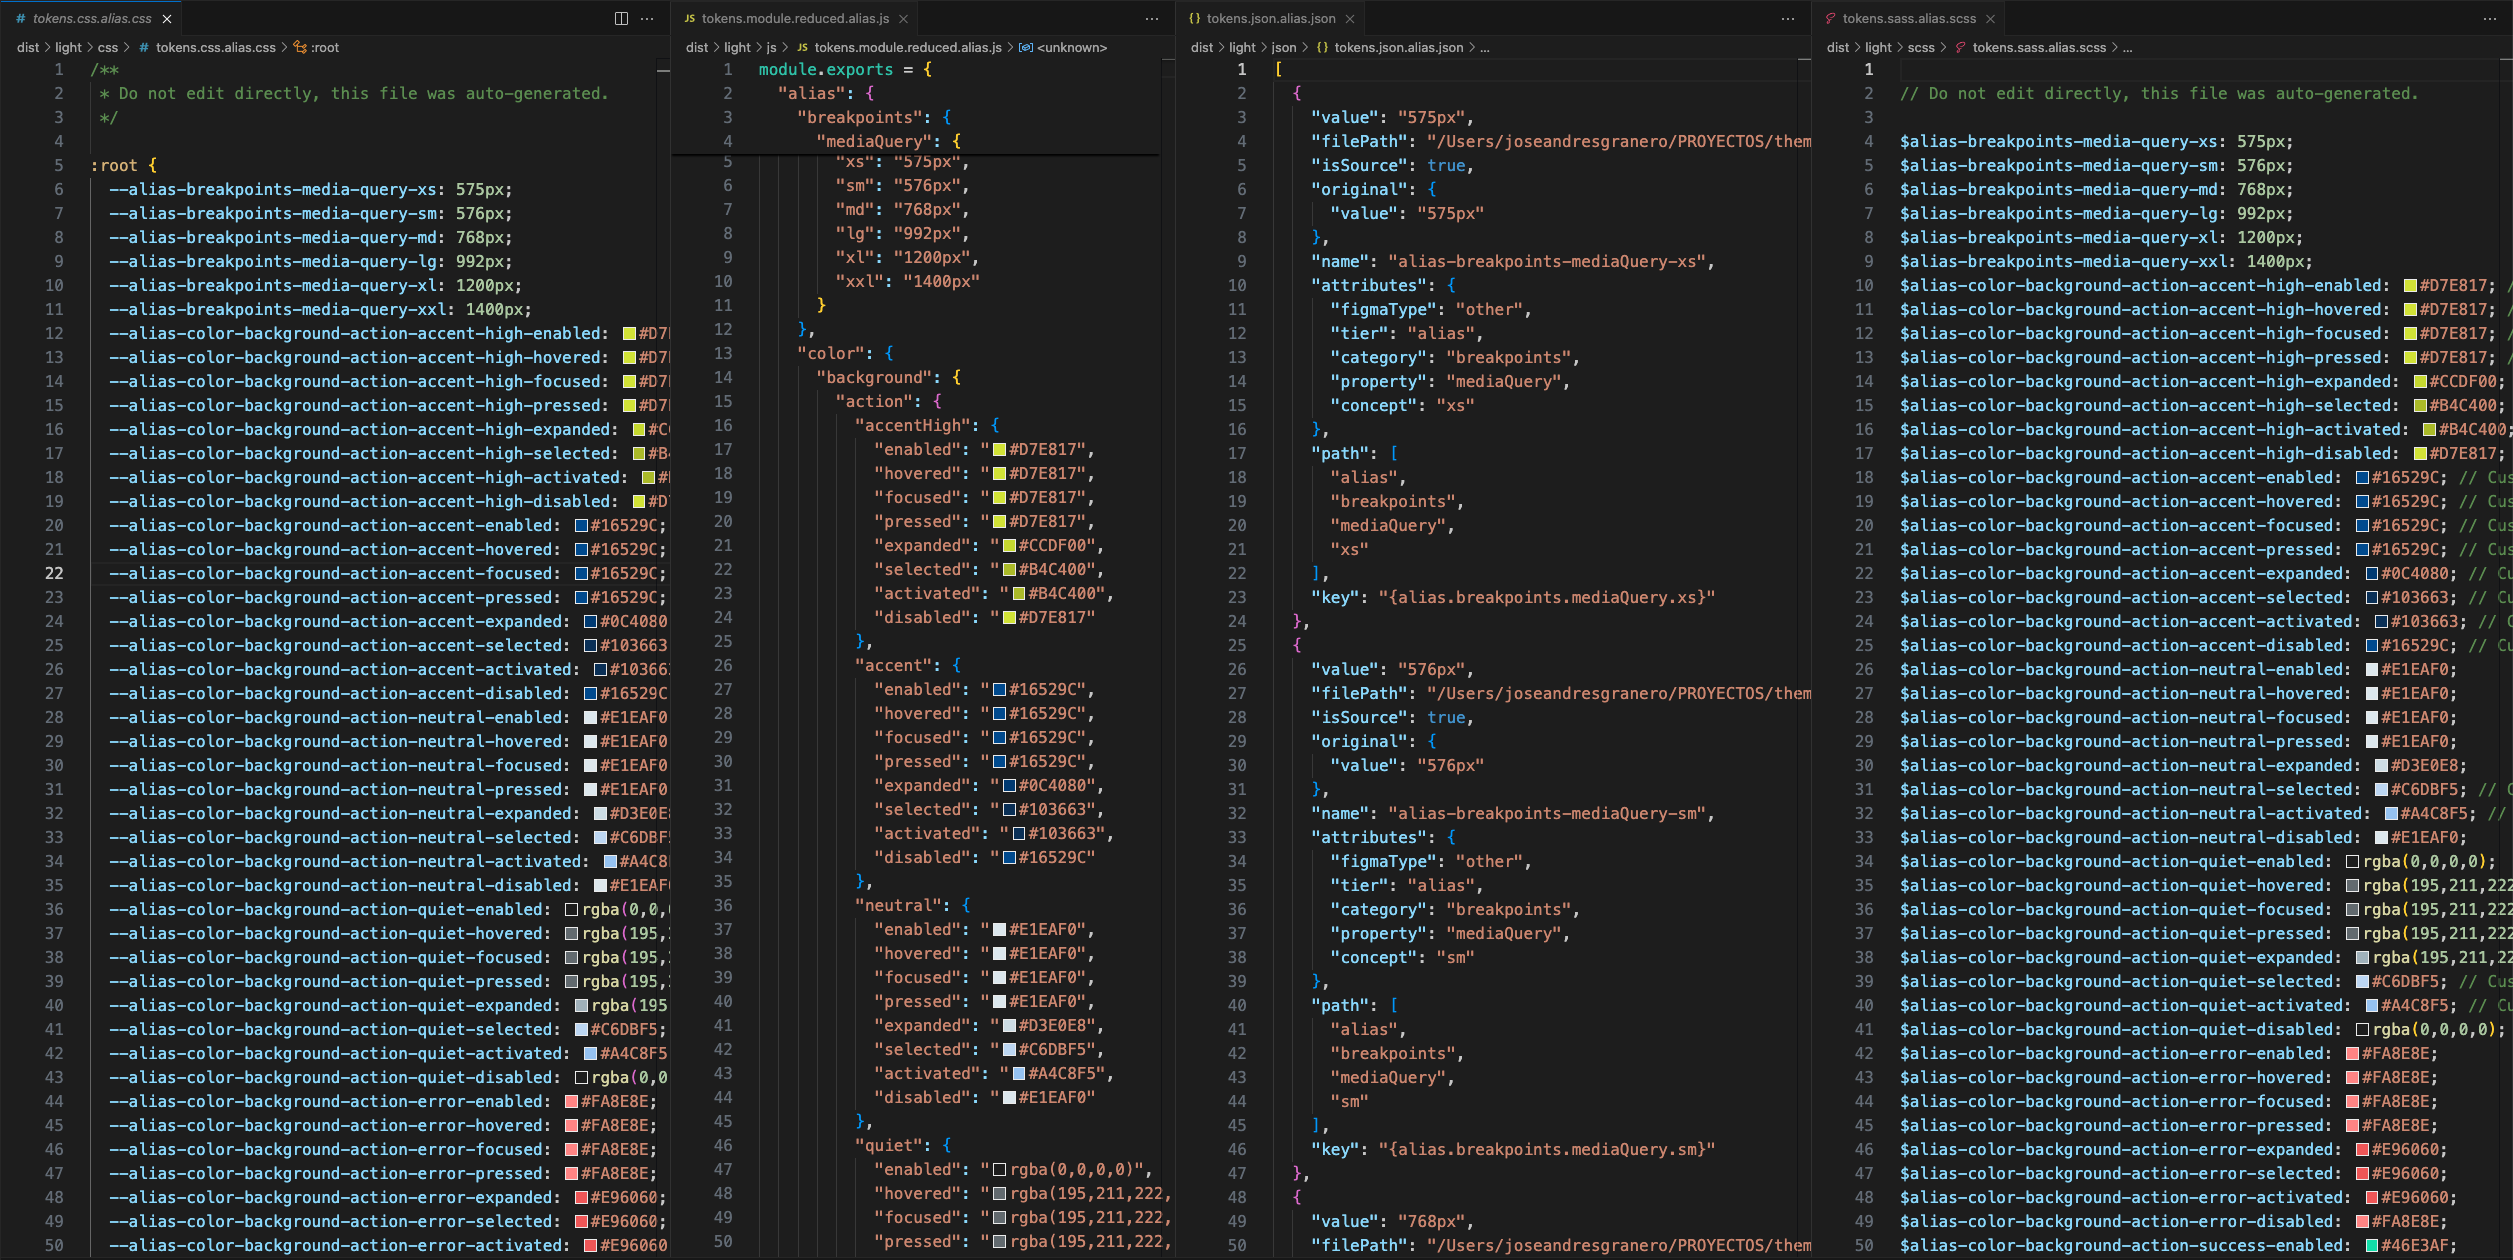 # tokens.css.alias.css
dist > light > css > # tokens.css.alias.css > :root
1 /**
2 * Do not edit directly, this file was auto-generated.
3 */
4
5 :root {
6 --alias-breakpoints-media-query-xs: 575px;
7 --alias-breakpoints-media-query-sm: 576px;
8 --alias-breakpoints-media-query-md: 768px;
9 --alias-breakpoints-media-query-lg: 992px;
10 --alias-breakpoints-media-query-xl: 1200px;
11 --alias-breakpoints-media-query-xxl: 1400px;
12 --alias-color-background-action-accent-high-enabled: #D7
13 --alias-color-background-action-accent-high-hovered: #D7
14 --alias-color-background-action-accent-high-focused: #D7
15 --alias-color-background-action-accent-high-pressed: #D7
16 --alias-color-background-action-accent-high-expanded: #C
17 --alias-color-background-action-accent-high-selected: #B
18 --alias-color-background-action-accent-high-activated: #
19 --alias-color-background-action-accent-high-disabled: #D
20 --alias-color-background-action-accent-enabled: #16529C;
21 --alias-color-background-action-accent-hovered: #16529C;
22 --alias-color-background-action-accent-focused: #16529C;
23 --alias-color-background-action-accent-pressed: #16529C;
24 --alias-color-background-action-accent-expanded: #0C4080
25 --alias-color-background-action-accent-selected: #103663
26 --alias-color-background-action-accent-activated: #10366
27 --alias-color-background-action-accent-disabled: #16529C
28 --alias-color-background-action-neutral-enabled: #E1EAF0
29 --alias-color-background-action-neutral-hovered: #E1EAF0
30 --alias-color-background-action-neutral-focused: #E1EAF0
31 --alias-color-background-action-neutral-pressed: #E1EAF0
32 --alias-color-background-action-neutral-expanded: #D3E0E
33 --alias-color-background-action-neutral-selected: #C6DBF
34 --alias-color-background-action-neutral-activated: #A4C8
35 --alias-color-background-action-neutral-disabled: #E1EAF
36 --alias-color-background-action-quiet-enabled: rgba(0,0,
37 --alias-color-background-action-quiet-hovered: rgba(195,
38 --alias-color-background-action-quiet-focused: rgba(195,
39 --alias-color-background-action-quiet-pressed: rgba(195,
40 --alias-color-background-action-quiet-expanded: rgba(195
41 --alias-color-background-action-quiet-selected: #C6DBF5;
42 --alias-color-background-action-quiet-activated: #A4C8F5
43 --alias-color-background-action-quiet-disabled: rgba(0,0
44 --alias-color-background-action-error-enabled: #FA8E8E;
45 --alias-color-background-action-error-hovered: #FA8E8E;
46 --alias-color-background-action-error-focused: #FA8E8E;
47 --alias-color-background-action-error-pressed: #FA8E8E;
48 --alias-color-background-action-error-expanded: #E96060;
49 --alias-color-background-action-error-selected: #E96060;
50 --alias-color-background-action-error-activated: #E96060
JS tokens.module.reduced.alias.js
dist > light > js > JS tokens.module.reduced.alias.js > <unknown>
1 module.exports = {
2 "alias": {
3 "breakpoints": {
4 "mediaQuery": {
5 "xs": "575px",
6 "sm": "576px",
7 "md": "768px",
8 "lg": "992px",
9 "xl": "1200px",
10 "xxl": "1400px"
11 }
12 },
13 "color": {
14 "background": {
15 "action": {
16 "accentHigh": {
17 "enabled": "#D7E817",
18 "hovered": "#D7E817",
19 "focused": "#D7E817",
20 "pressed": "#D7E817",
21 "expanded": "#CCDF00",
22 "selected": "#B4C400",
23 "activated": "#B4C400",
24 "disabled": "#D7E817"
25 },
26 "accent": {
27 "enabled": "#16529C",
28 "hovered": "#16529C",
29 "focused": "#16529C",
30 "pressed": "#16529C",
31 "expanded": "#0C4080",
32 "selected": "#103663",
33 "activated": "#103663",
34 "disabled": "#16529C"
35 },
36 "neutral": {
37 "enabled": "#E1EAF0",
38 "hovered": "#E1EAF0",
39 "focused": "#E1EAF0",
40 "pressed": "#E1EAF0",
41 "expanded": "#D3E0E8",
42 "selected": "#C6DBF5",
43 "activated": "#A4C8F5",
44 "disabled": "#E1EAF0"
45 },
46 "quiet": {
47 "enabled": "rgba(0,0,0,0)",
48 "hovered": "rgba(195,211,222,
49 "focused": "rgba(195,211,222,
50 "pressed": "rgba(195,211,222,
{} tokens.json.alias.json
dist > light > json > {} tokens.json.alias.json > ...
1 [
2 {
3 "value": "575px",
4 "filePath": "/Users/joseandresgranero/PROYECTOS/them
5 "isSource": true,
6 "original": {
7 "value": "575px"
8 },
9 "name": "alias-breakpoints-mediaQuery-xs",
10 "attributes": {
11 "figmaType": "other",
12 "tier": "alias",
13 "category": "breakpoints",
14 "property": "mediaQuery",
15 "concept": "xs"
16 },
17 "path": [
18 "alias",
19 "breakpoints",
20 "mediaQuery",
21 "xs"
22 ],
23 "key": "{alias.breakpoints.mediaQuery.xs}"
24 },
25 {
26 "value": "576px",
27 "filePath": "/Users/joseandresgranero/PROYECTOS/them
28 "isSource": true,
29 "original": {
30 "value": "576px"
31 },
32 "name": "alias-breakpoints-mediaQuery-sm",
33 "attributes": {
34 "figmaType": "other",
35 "tier": "alias",
36 "category": "breakpoints",
37 "property": "mediaQuery",
38 "concept": "sm"
39 },
40 "path": [
41 "alias",
42 "breakpoints",
43 "mediaQuery",
44 "sm"
45 ],
46 "key": "{alias.breakpoints.mediaQuery.sm}"
47 },
48 {
49 "value": "768px",
50 "filePath": "/Users/joseandresgranero/PROYECTOS/them
tokens.sass.alias.scss
dist > light > scss > tokens.sass.alias.scss > ...
1
2 // Do not edit directly, this file was auto-generated.
3
4 $alias-breakpoints-media-query-xs: 575px;
5 $alias-breakpoints-media-query-sm: 576px;
6 $alias-breakpoints-media-query-md: 768px;
7 $alias-breakpoints-media-query-lg: 992px;
8 $alias-breakpoints-media-query-xl: 1200px;
9 $alias-breakpoints-media-query-xxl: 1400px;
10 $alias-color-background-action-accent-high-enabled: #D7E817; /
11 $alias-color-background-action-accent-high-hovered: #D7E817; /
12 $alias-color-background-action-accent-high-focused: #D7E817; /
13 $alias-color-background-action-accent-high-pressed: #D7E817; /
14 $alias-color-background-action-accent-high-expanded: #CCDF00;
15 $alias-color-background-action-accent-high-selected: #B4C400;
16 $alias-color-background-action-accent-high-activated: #B4C400;
17 $alias-color-background-action-accent-high-disabled: #D7E817;
18 $alias-color-background-action-accent-enabled: #16529C; // Cus
19 $alias-color-background-action-accent-hovered: #16529C; // Cus
20 $alias-color-background-action-accent-focused: #16529C; // Cus
21 $alias-color-background-action-accent-pressed: #16529C; // Cus
22 $alias-color-background-action-accent-expanded: #0C4080; // Cu
23 $alias-color-background-action-accent-selected: #103663; // Cu
24 $alias-color-background-action-accent-activated: #103663; // C
25 $alias-color-background-action-accent-disabled: #16529C; // Cu
26 $alias-color-background-action-neutral-enabled: #E1EAF0;
27 $alias-color-background-action-neutral-hovered: #E1EAF0;
28 $alias-color-background-action-neutral-focused: #E1EAF0;
29 $alias-color-background-action-neutral-pressed: #E1EAF0;
30 $alias-color-background-action-neutral-expanded: #D3E0E8;
31 $alias-color-background-action-neutral-selected: #C6DBF5; // C
32 $alias-color-background-action-neutral-activated: #A4C8F5; //
33 $alias-color-background-action-neutral-disabled: #E1EAF0;
34 $alias-color-background-action-quiet-enabled: rgba(0,0,0,0);
35 $alias-color-background-action-quiet-hovered: rgba(195,211,222
36 $alias-color-background-action-quiet-focused: rgba(195,211,222
37 $alias-color-background-action-quiet-pressed: rgba(195,211,222
38 $alias-color-background-action-quiet-expanded: rgba(195,211,22
39 $alias-color-background-action-quiet-selected: #C6DBF5; // Cus
40 $alias-color-background-action-quiet-activated: #A4C8F5; // Cu
41 $alias-color-background-action-quiet-disabled: rgba(0,0,0,0);
42 $alias-color-background-action-error-enabled: #FA8E8E;
43 $alias-color-background-action-error-hovered: #FA8E8E;
44 $alias-color-background-action-error-focused: #FA8E8E;
45 $alias-color-background-action-error-pressed: #FA8E8E;
46 $alias-color-background-action-error-expanded: #E96060;
47 $alias-color-background-action-error-selected: #E96060;
48 $alias-color-background-action-error-activated: #E96060;
49 $alias-color-background-action-error-disabled: #FA8E8E;
50 $alias-color-background-action-success-enabled: #46E3AF;